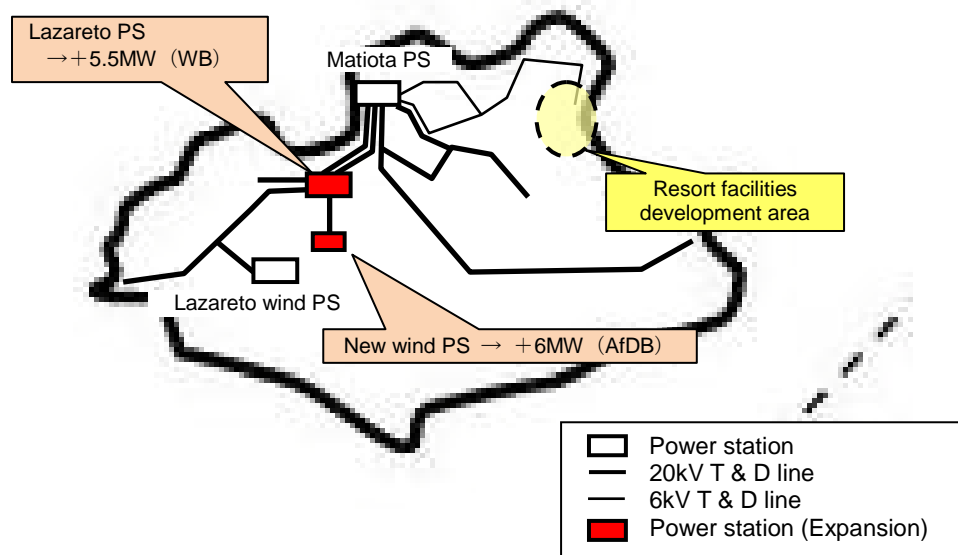 Lazareto PS
→＋5.5MW（WB）
Matiota PS
Resort facilities
development area
Lazareto wind PS
New wind PS → ＋6MW（AfDB）
Power station
20kV T & D line
6kV T & D line
Power station (Expansion)